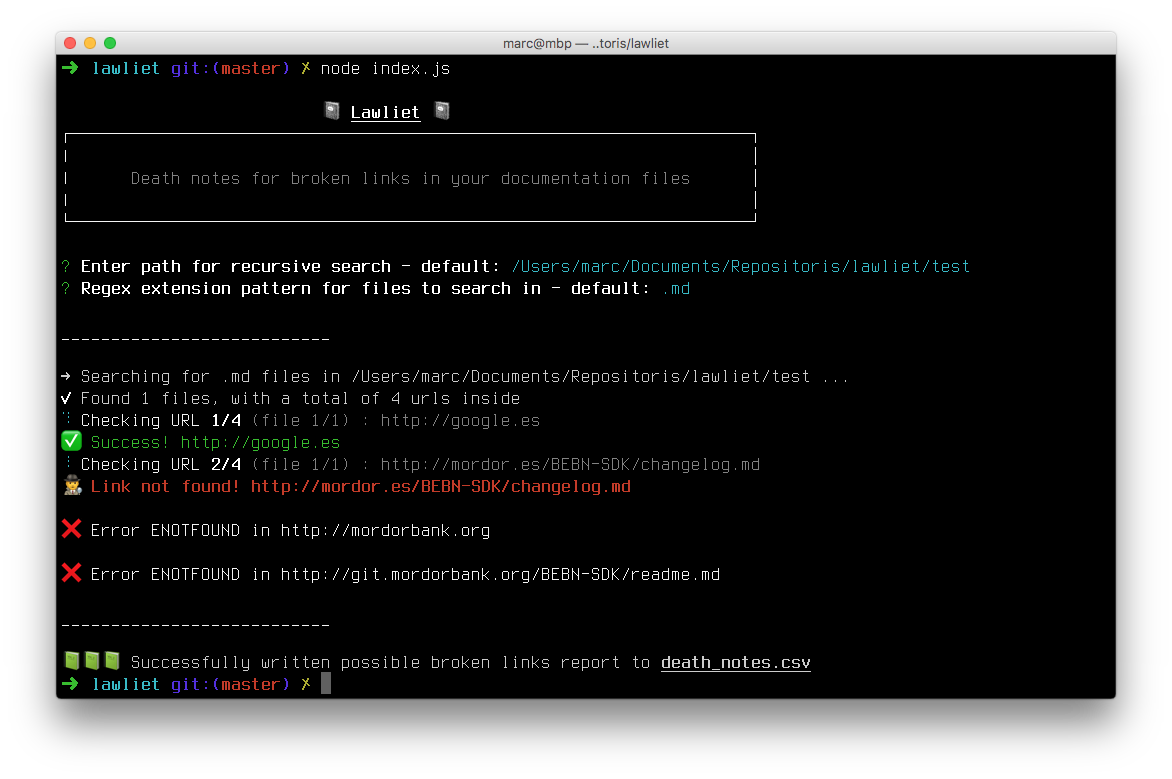 marc@mbp — ..toris/lawliet
➜ lawliet git:(master) ✗ node index.js
Lawliet
Death notes for broken links in your documentation files
? Enter path for recursive search - default: /Users/marc/Documents/Repositoris/lawliet/test
? Regex extension pattern for files to search in - default: .md
---------------------------
→ Searching for .md files in /Users/marc/Documents/Repositoris/lawliet/test ...
✔ Found 1 files, with a total of 4 urls inside
Checking URL 1/4 (file 1/1) : http://google.es
✅ Success! http://google.es
Checking URL 2/4 (file 1/1) : http://mordor.es/BEBN-SDK/changelog.md
Link not found! http://mordor.es/BEBN-SDK/changelog.md
❌ Error ENOTFOUND in http://mordorbank.org
❌ Error ENOTFOUND in http://git.mordorbank.org/BEBN-SDK/readme.md
---------------------------
📗📗📗 Successfully written possible broken links report to death_notes.csv
➜ lawliet git:(master) ✗